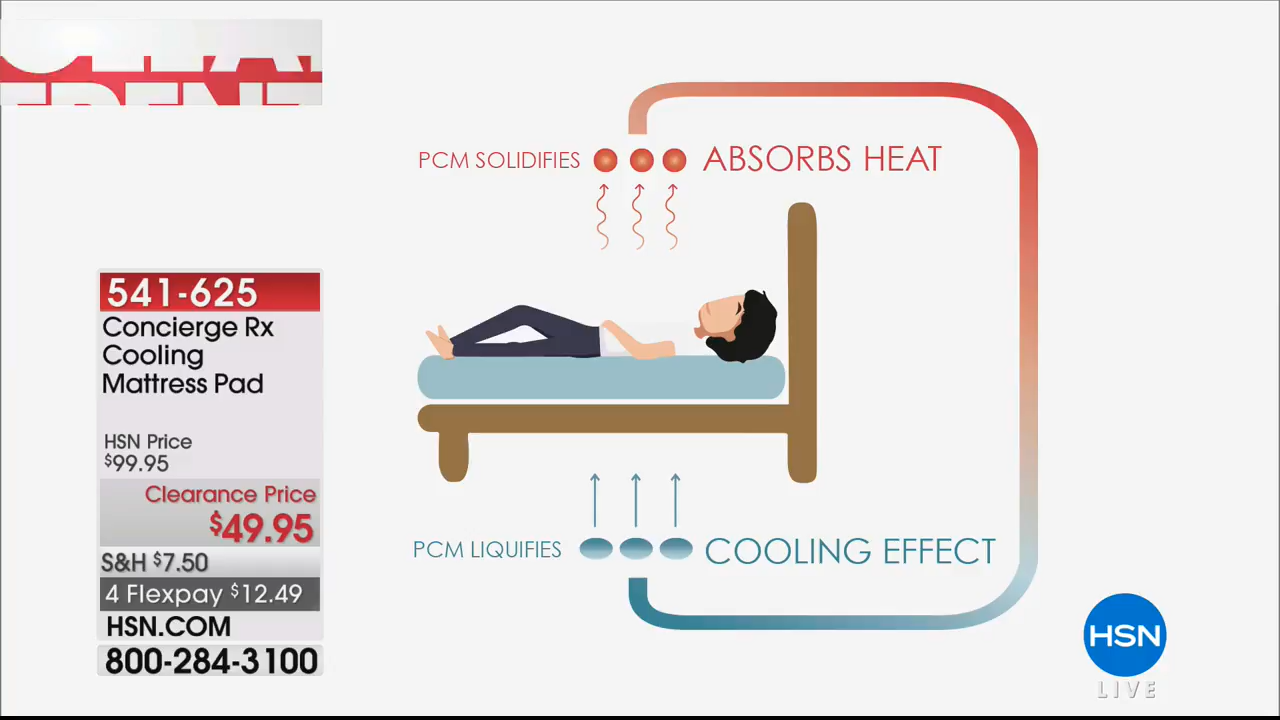 PCM SOLIDIFIES
ABSORBS HEAT
541-625
Concierge Rx
Cooling
Mattress Pad
HSN Price
$99.95
Clearance Price
$49.95
S&H $7.50
4 Flexpay $12.49
HSN.COM
800-284-3100
PCM LIQUIFIES
COOLING EFFECT
HSN
LIVE